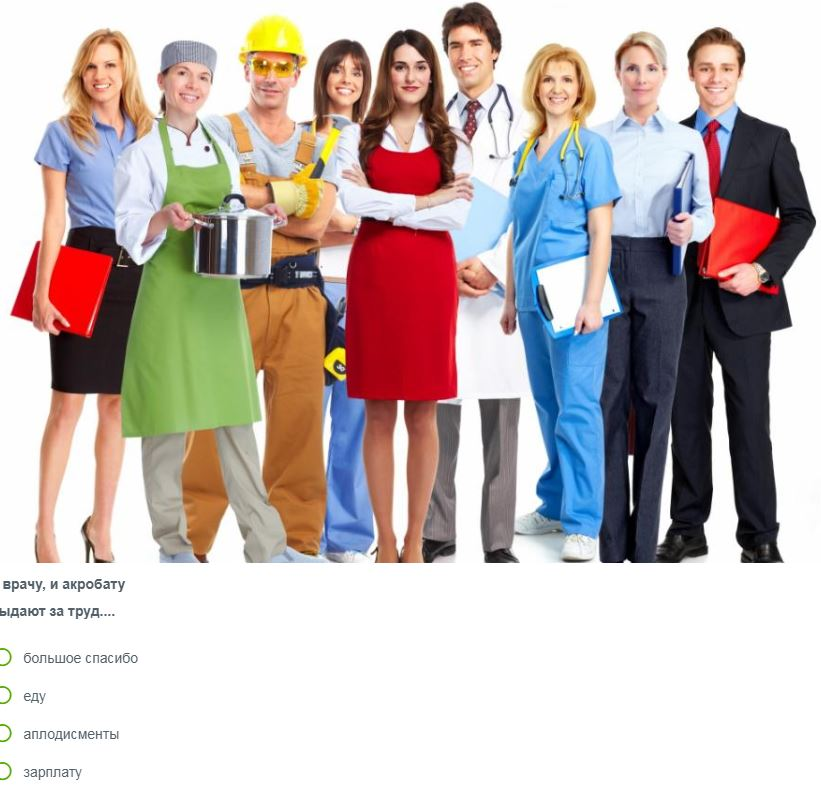 врачу, и акробату
ыдают за труд....
большое спасибо
еду
аплодисменты
зарплату